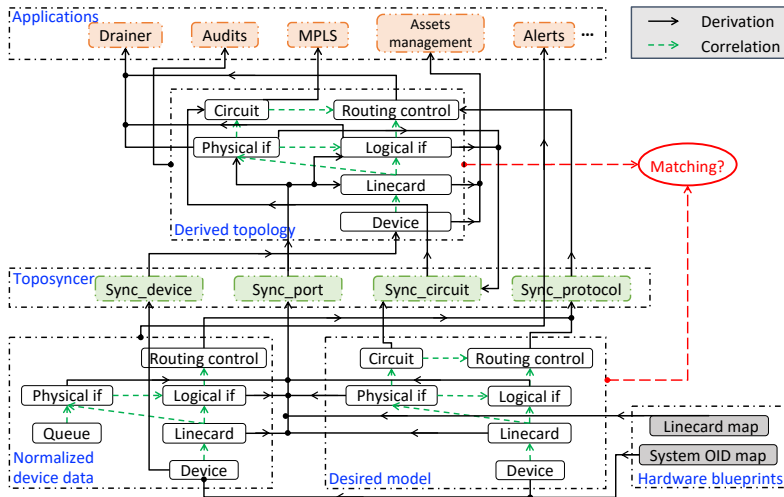 Applications
Drainer
Audits
MPLS
Assets
management
Alerts
...
Derivation
Correlation
Circuit
Routing control
Physical if
Logical if
Linecard
Device
Derived topology
Matching?
Toposyncer
Sync_device
Sync_port
Sync_circuit
Sync_protocol
Routing control
Physical if
Logical if
Queue
Linecard
Device
Normalized
device data
Circuit
Routing control
Physical if
Logical if
Linecard
Device
Desired model
Linecard map
System OID map
Hardware blueprints